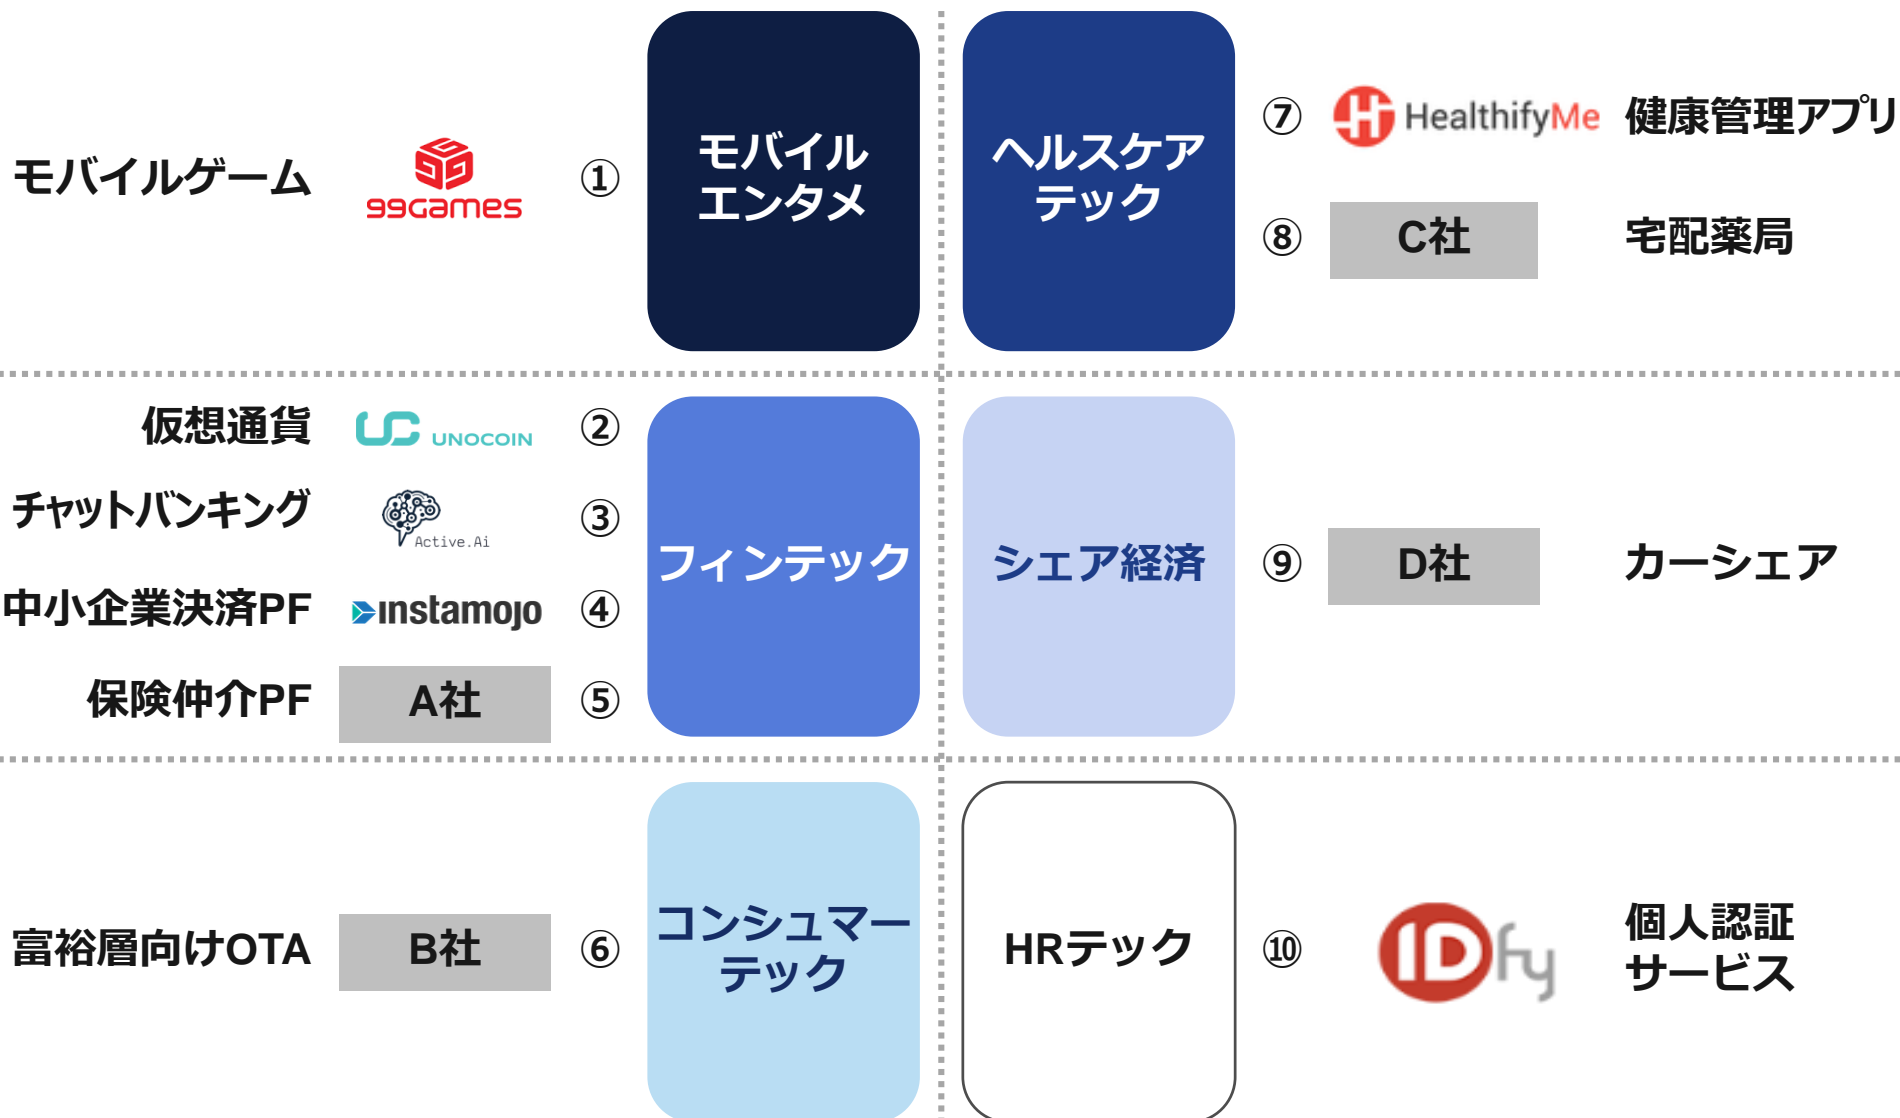 モバイルゲーム
99Games
①
モバイル
エンタメ
ヘルスケア
テック
⑦
HealthifyMe
健康管理アプリ
⑧
C社
宅配薬局
仮想通貨
UNOCOIN
②
チャットバンキング
Active.Ai
③
中小企業決済PF
instamojo
④
保険仲介PF
A社
⑤
フィンテック
シェア経済
⑨
D社
カーシェア
富裕層向けOTA
B社
⑥
コンシュマー
テック
HRテック
⑩
IDfy
個人認証
サービス